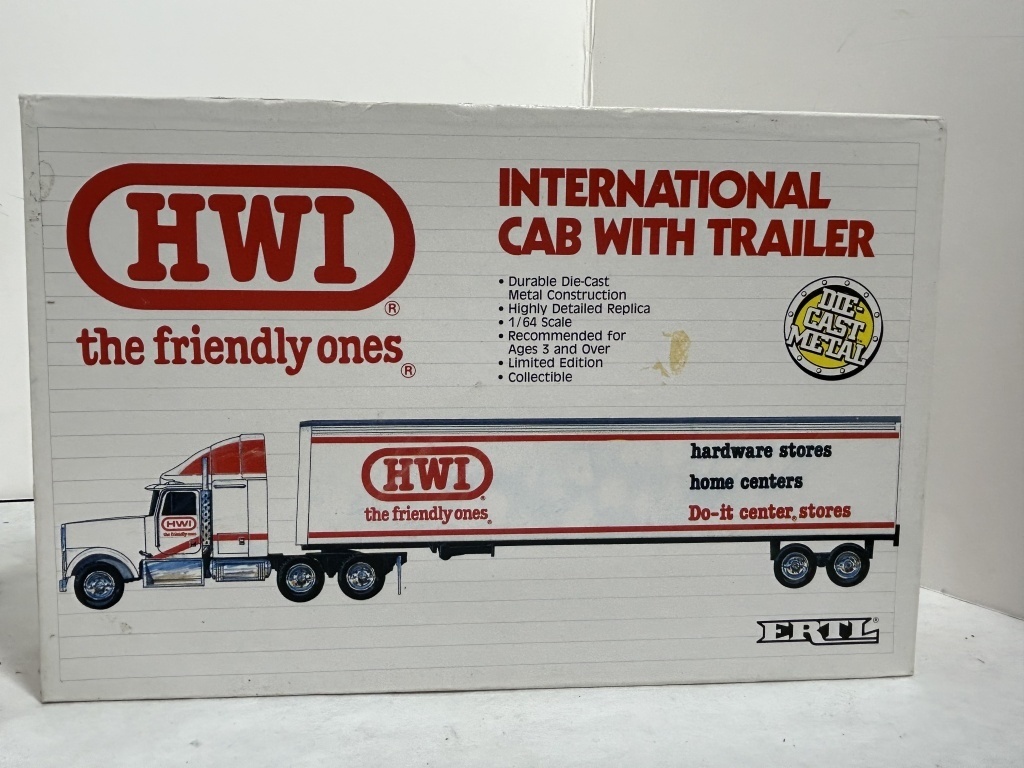 HWI®
the friendly ones®
INTERNATIONAL
CAB WITH TRAILER
• Durable Die-Cast
Metal Construction
• Highly Detailed Replica
• 1/64 Scale
• Recommended for
Ages 3 and Over
• Limited Edition
• Collectible
DIE-
CAST
METAL
HWI®
the friendly ones®
hardware stores
home centers
Do-it center® stores
HWI
the friendly ones
ERTL®